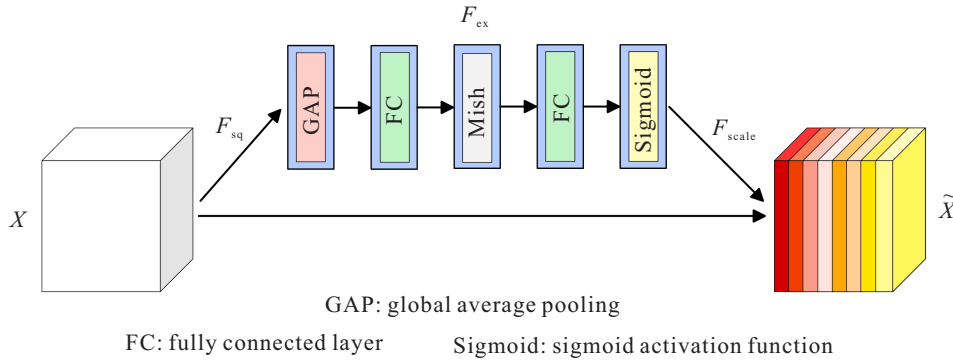 F_ex
GAP
FC
Mish
FC
Sigmoid
F_sq
F_scale
X
X̃
GAP: global average pooling
FC: fully connected layer
Sigmoid: sigmoid activation function